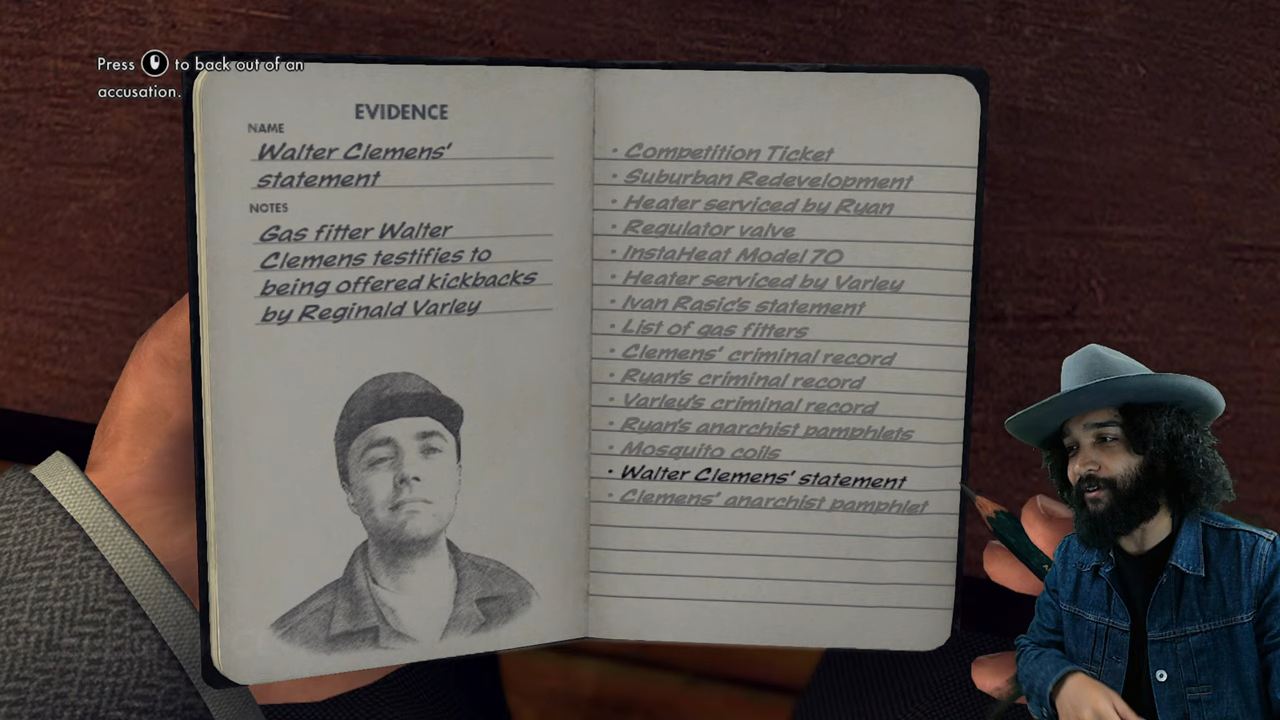 Press to back out of an
accusation.
EVIDENCE
NAME
Walter Clemens'
statement
NOTES
Gas fitter Walter
Clemens testifies to
being offered kickbacks
by Reginald Varley
• Competition Ticket
• Suburban Redevelopment
• Heater serviced by Ryan
• Regulator valve
• InstaHeat Model 70
• Heater serviced by Varley
• Ivan Rasic's statement
• List of gas fitters
• Clemens' criminal record
• Ryan's criminal record
• Varley's criminal record
• Ryan's anarchist pamphlets
• Mosquito coils
• Walter Clemens' statement
• Clemens' anarchist pamphlet